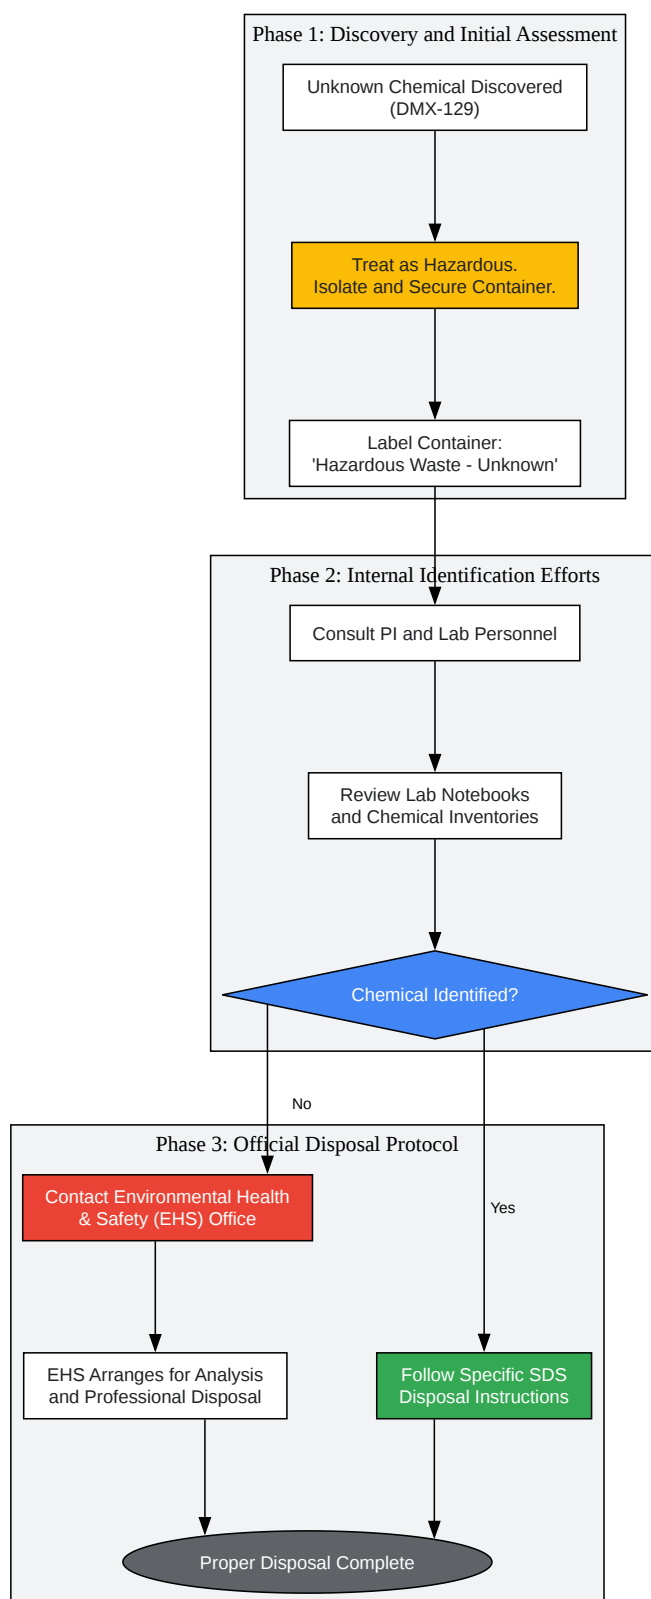 Phase 1: Discovery and Initial Assessment
Unknown Chemical Discovered
(DMX-129)
Treat as Hazardous.
Isolate and Secure Container.
Label Container:
'Hazardous Waste - Unknown'
Phase 2: Internal Identification Efforts
Consult PI and Lab Personnel
Review Lab Notebooks
and Chemical Inventories
Chemical Identified?
No
Phase 3: Official Disposal Protocol
Contact Environmental Health
& Safety (EHS) Office
Yes
EHS Arranges for Analysis
and Professional Disposal
Follow Specific SDS
Disposal Instructions
Proper Disposal Complete